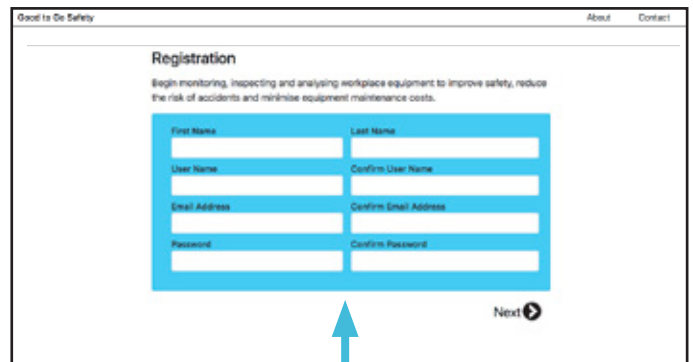 Good to Go Safety About Contact
Registration
Begin monitoring, inspecting and analysing workplace equipment to improve safety, reduce
the risk of accidents and minimise equipment maintenance costs.
First Name Last Name
User Name Confirm User Name
Email Address Confirm Email Address
Password Confirm Password
Next